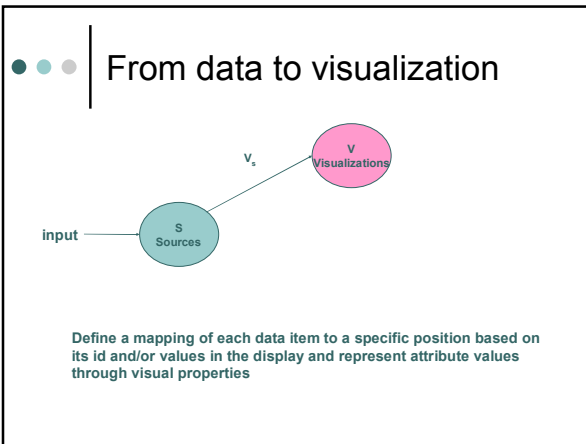 From data to visualization
Vs
V
Visualizations
input
S
Sources
Define a mapping of each data item to a specific position based on
its id and/or values in the display and represent attribute values
through visual properties